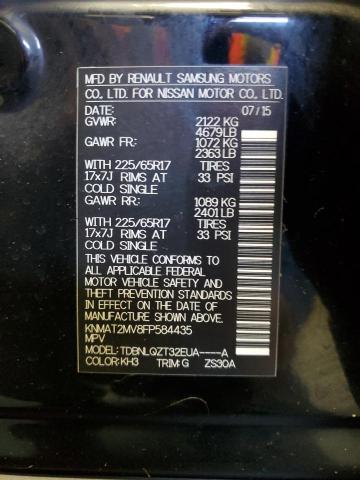 MFD BY RENAULT SAMSUNG MOTORS
CO., LTD. FOR NISSAN MOTOR CO., LTD.
DATE: 07/15
GVWR: 2122 KG
4679LB
GAWR FR: 1072 KG
2363LB
WITH 225/65R17 TIRES
17x7J RIMS AT 33 PSI
COLD SINGLE
GAWR RR: 1089 KG
2401LB
WITH 225/65R17 TIRES
17x7J RIMS AT 33 PSI
COLD SINGLE
THIS VEHICLE CONFORMS TO
ALL APPLICABLE FEDERAL
MOTOR VEHICLE SAFETY AND
THEFT PREVENTION STANDARDS
IN EFFECT ON THE DATE OF
MANUFACTURE SHOWN ABOVE.
KNMAT2MV8FP584435
MPV
MODEL:TDBNLQZT32EUA----A
COLOR:KH3 TRIM:G ZS30A